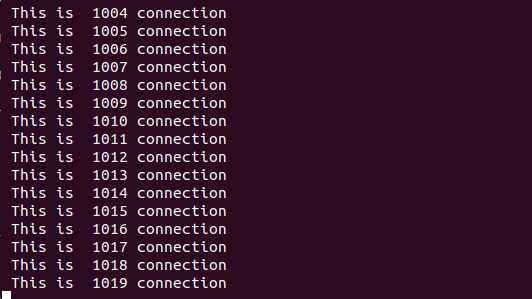 This is  1004 connection
This is  1005 connection
This is  1006 connection
This is  1007 connection
This is  1008 connection
This is  1009 connection
This is  1010 connection
This is  1011 connection
This is  1012 connection
This is  1013 connection
This is  1014 connection
This is  1015 connection
This is  1016 connection
This is  1017 connection
This is  1018 connection
This is  1019 connection